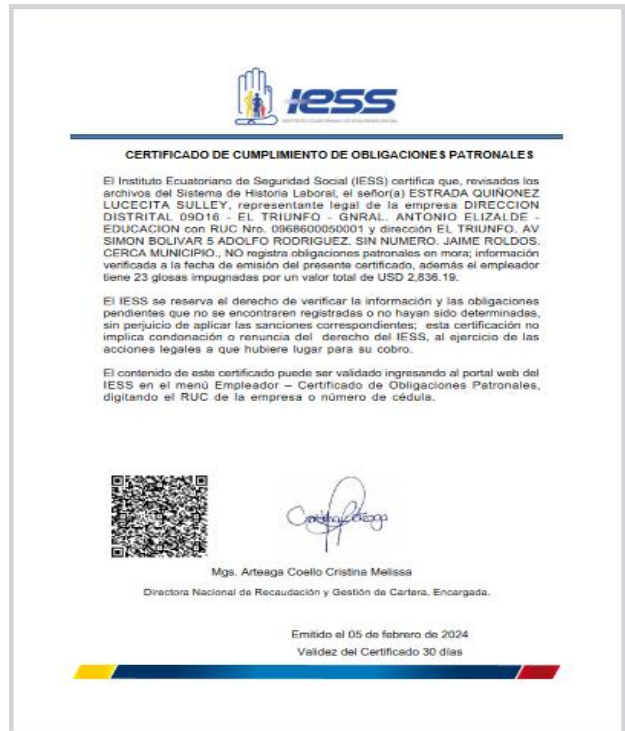 iess
INSTITUTO ECUATORIANO DE SEGURIDAD SOCIAL
CERTIFICADO DE CUMPLIMIENTO DE OBLIGACIONES PATRONALES
El Instituto Ecuatoriano de Seguridad Social (IESS) certifica que, revisados los
archivos del Sistema de Historia Laboral, el señor(a) ESTRADA QUIÑONEZ
LUCECITA SULLEY, representante legal de la empresa DIRECCION
DISTRITAL 09D16 - EL TRIUNFO - GNRAL. ANTONIO ELIZALDE -
EDUCACION con RUC Nro. 0968600050001 y dirección EL TRIUNFO. AV
SIMON BOLIVAR 5 ADOLFO RODRIGUEZ. SIN NUMERO. JAIME ROLDOS.
CERCA MUNICIPIO., NO registra obligaciones patronales en mora; información
verificada a la fecha de emisión del presente certificado, además el empleador
tiene 23 glosas impugnadas por un valor total de USD 2,836.19.
El IESS se reserva el derecho de verificar la información y las obligaciones
pendientes que no se encontraren registradas o no hayan sido determinadas,
sin perjuicio de aplicar las sanciones correspondientes; esta certificación no
implica condonación o renuncia del derecho del IESS, al ejercicio de las
acciones legales a que hubiere lugar para su cobro.
El contenido de este certificado puede ser validado ingresando al portal web del
IESS en el menú Empleador – Certificado de Obligaciones Patronales,
digitando el RUC de la empresa o número de cédula.
Mgs. Arteaga Coello Cristina Melissa
Directora Nacional de Recaudación y Gestión de Cartera, Encargada.
Emitido el 05 de febrero de 2024
Validez del Certificado 30 días